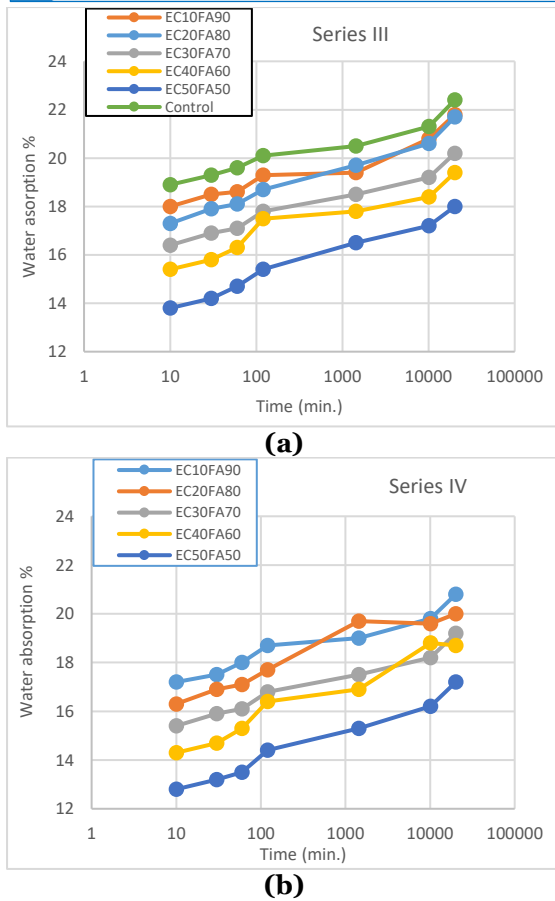 EC10FA90
EC20FA80
EC30FA70
EC40FA60
EC50FA50
Control
Series III
Water asorption %
24
22
20
18
16
14
12
1
10
100
1000
10000
100000
Time (min.)
(a)
EC10FA90
EC20FA80
EC30FA70
EC40FA60
EC50FA50
Series IV
Water absorption %
24
22
20
18
16
14
12
1
10
100
1000
10000
100000
Time (min.)
(b)